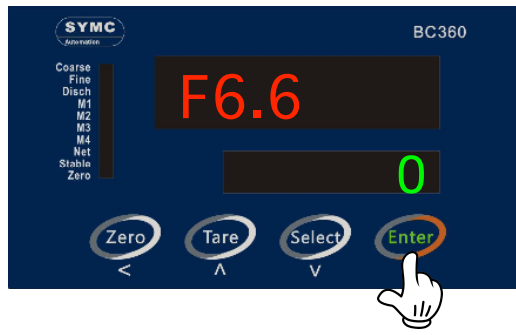 SYMC
Automation
BC360
Coarse
Fine
Disch
M1
M2
M3
M4
Net
Stable
Zero
F6.6
0
Zero
Tare
Select
Enter
<
Λ
V